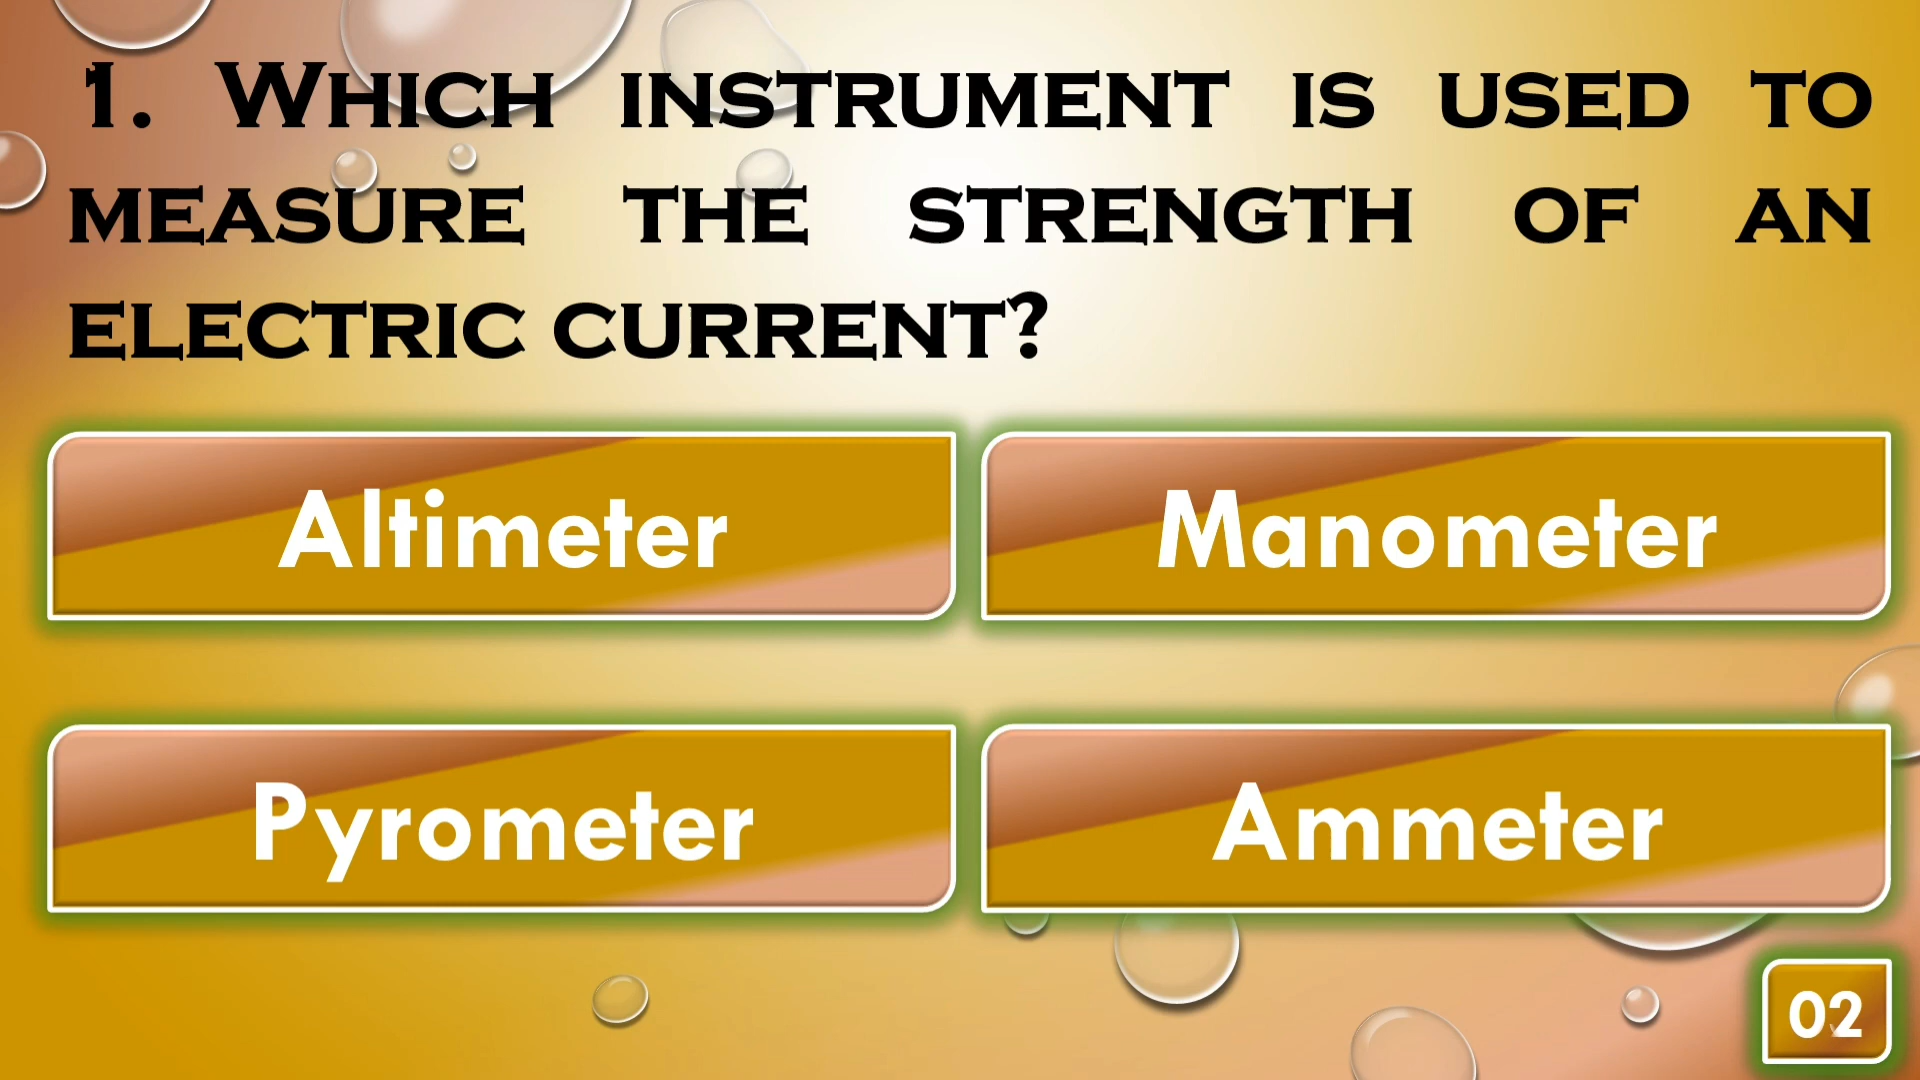 1. Which instrument is used to
measure the strength of an
electric current?
Altimeter
Manometer
Pyrometer
Ammeter
02